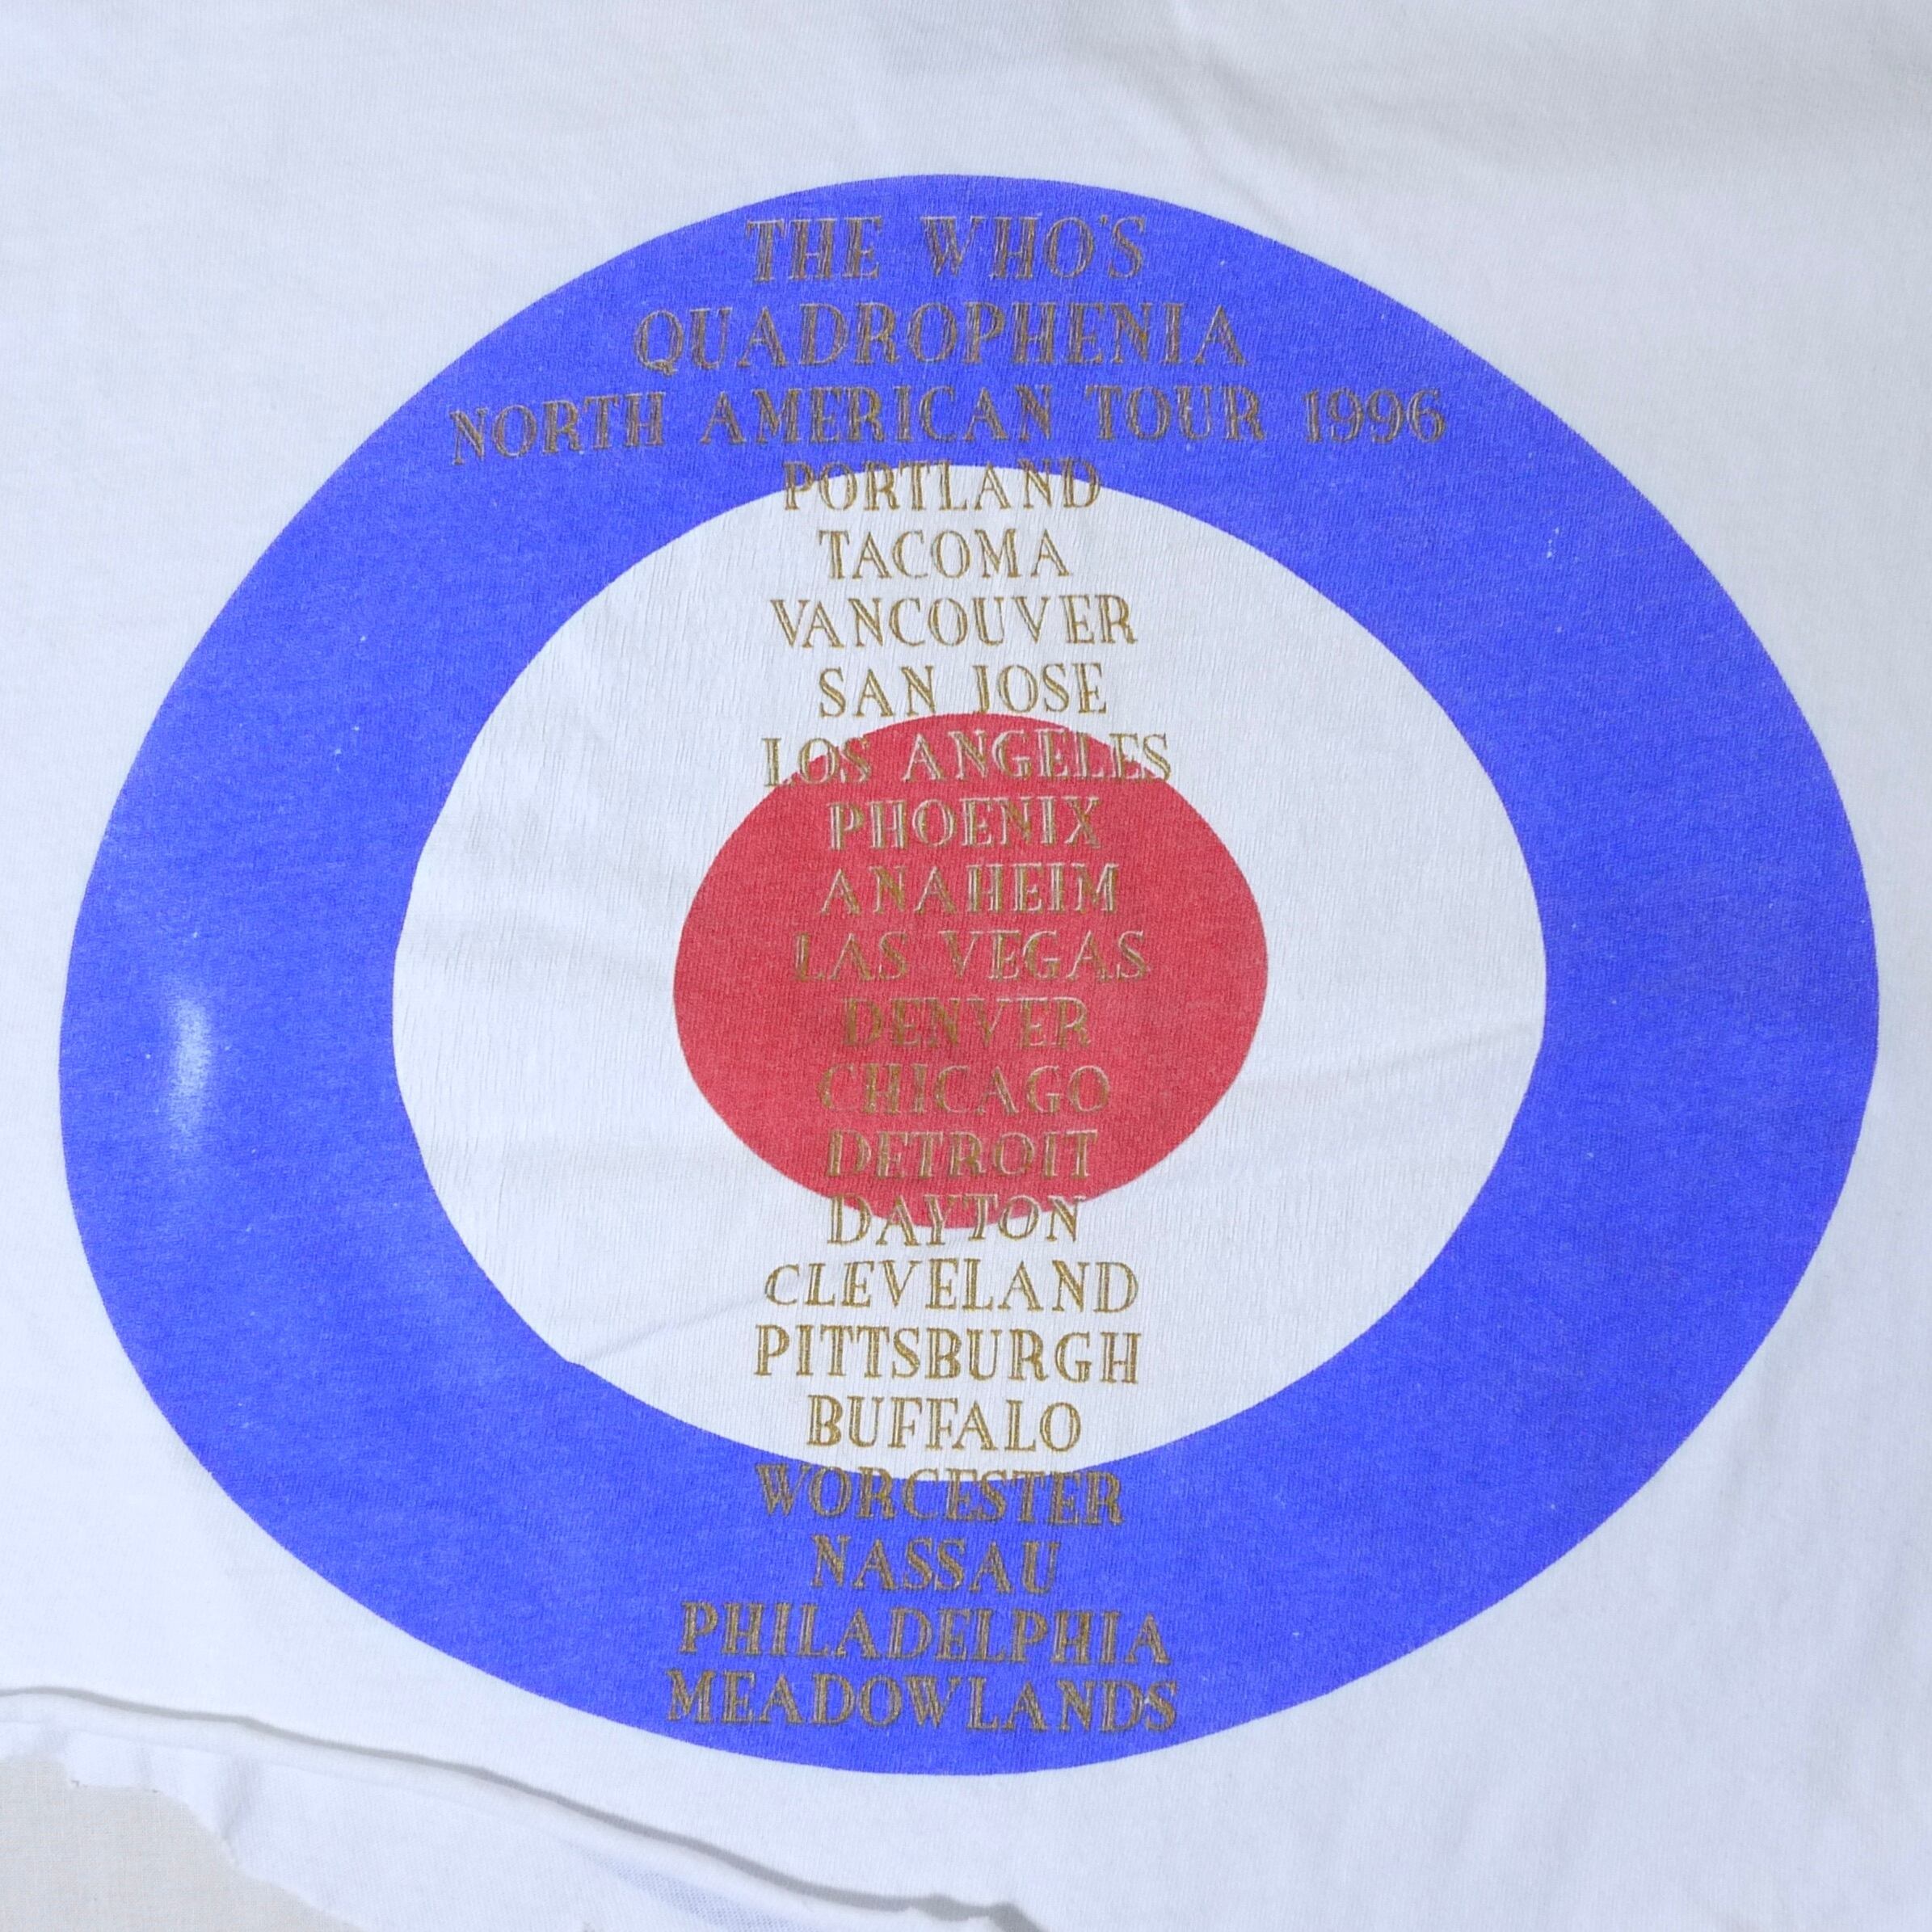 THE WHO'S
QUADROPHENIA
NORTH AMERICAN TOUR 1996
PORTLAND
TACOMA
VANCOUVER
SAN JOSE
LOS ANGELES
PHOENIX
ANAHEIM
LAS VEGAS
DENVER
CHICAGO
DETROIT
DAYTON
CLEVELAND
PITTSBURGH
BUFFALO
WORCESTER
NASSAU
PHILADELPHIA
MEADOWLANDS